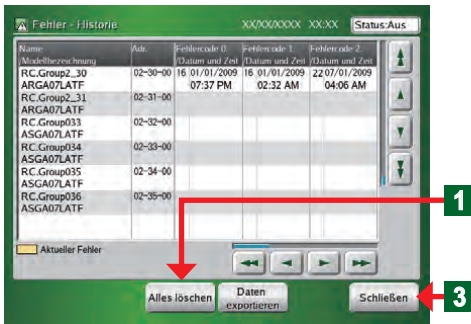 Fehler - Historie XX/XX/XXXX XX:XX Status:Aus
Name Adr. Fehlercode 0 Fehlercode 1 Fehlercode 2
/Modellbezeichnung /Datum und Zeit /Datum und Zeit /Datum und Zeit
RC.Group2_30 02-30-00 16 01/01/2009 16 01/01/2009 22 07/01/2009
ARGA07LATF 07:37 PM 02:32 AM 04:06 AM
RC.Group2_31 02-31-00
ARGA07LATF
RC.Group033 02-32-00
ASGA07LATF
RC.Group034 02-33-00
ASGA07LATF
RC.Group035 02-34-00
ASGA07LATF
RC.Group036 02-35-00
ASGA07LATF
1
Aktueller Fehler
Alles löschen Daten exportieren Schließen
3